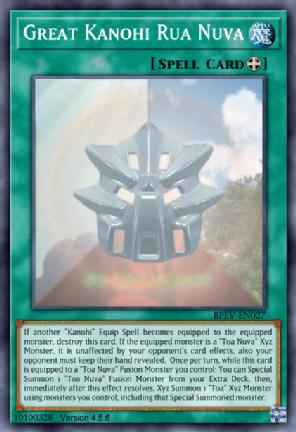 GREAT KANOHI RUA NUVA
[SPELL CARD]
BPEV-EN027
If another "Kanohi" Equip Spell becomes equipped to the equipped
monster, destroy this card. If the equipped monster is a "Toa Nuva" Xyz
Monster, it is unaffected by your opponent's card effects, also your
opponent must keep their hand revealed. Once per turn, while this card
is equipped to a "Toa Nuva" Fusion Monster you control: You can Special
Summon 1 "Toa Nuva" Fusion Monster from your Extra Deck, then,
immediately after this effect resolves, Xyz Summon 1 "Toa" Xyz Monster
using monsters you control, including that Special Summoned monster.
10100328 Version 4.5.6